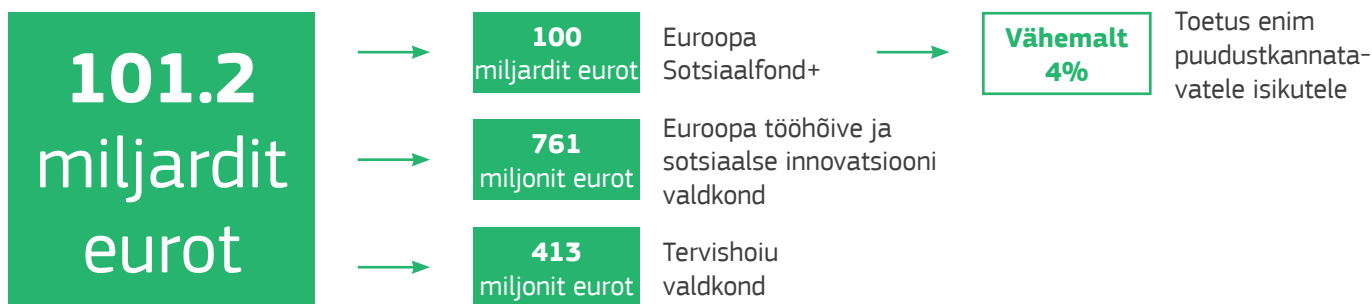 101.2
miljardit
eurot
100
miljardit eurot
Euroopa
Sotsiaalfond+
Vähemalt
4%
Toetus enim
puudustkannata-
vatele isikutele
761
miljonit eurot
Euroopa tööhõive ja
sotsiaalse innovatsiooni
valdkond
413
miljonit eurot
Tervishoiu
valdkond